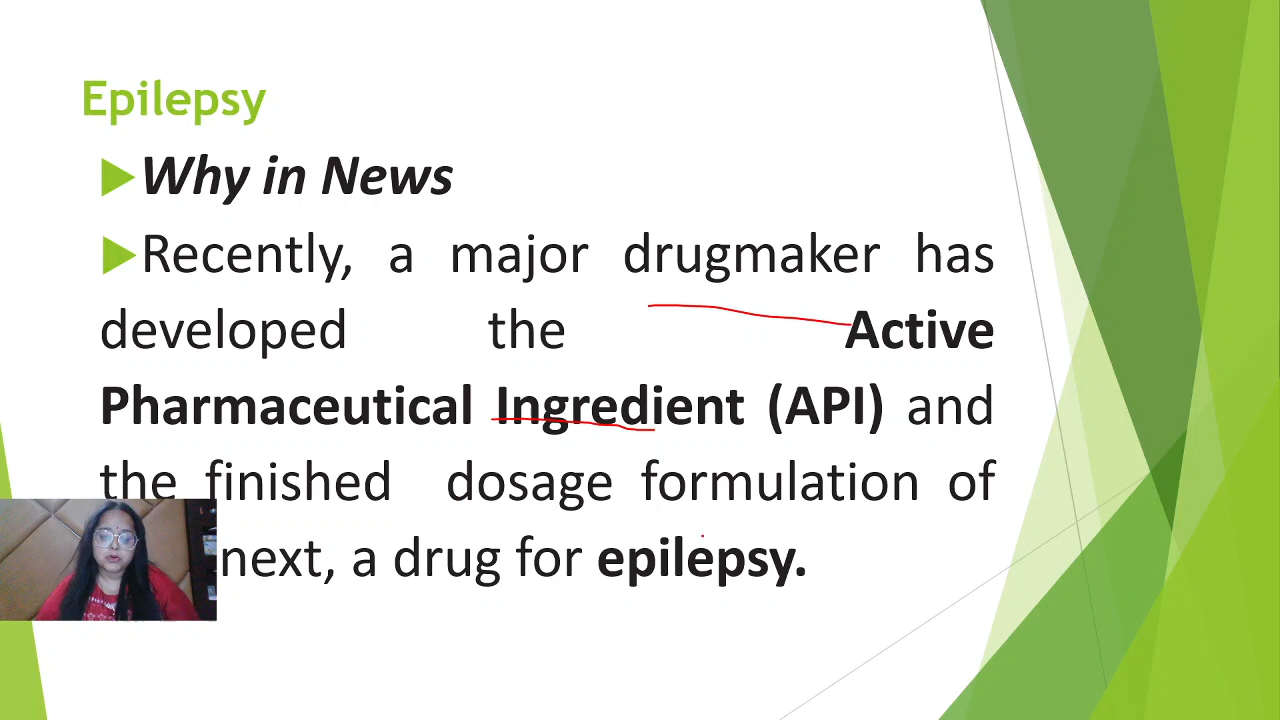 Epilepsy
Why in News
Recently, a major drugmaker has
developed the Active
Pharmaceutical Ingredient (API) and
the finished dosage formulation of
next, a drug for epilepsy.